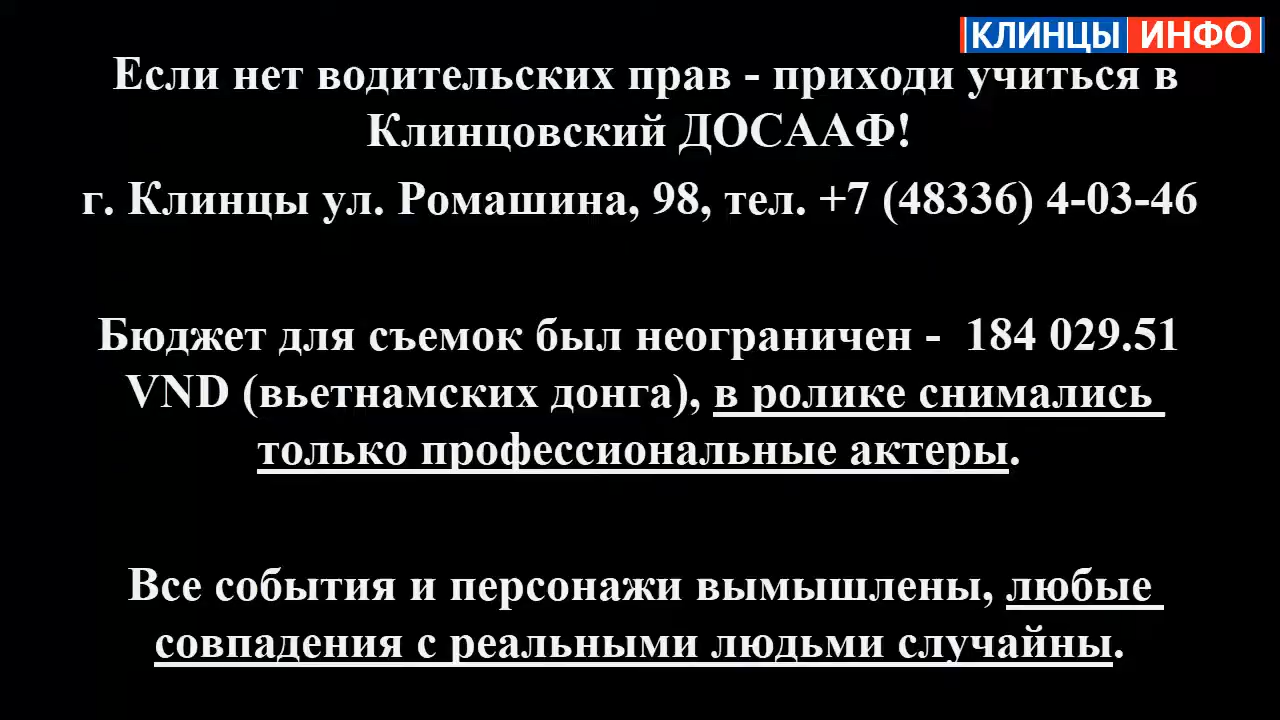 КЛИНЦЫ ИНФО
Если нет водительских прав - приходи учиться в
Клинцовский ДОСААФ!
г. Клинцы ул. Ромашина, 98, тел. +7 (48336) 4-03-46
Бюджет для съемок был неограничен - 184 029.51
VND (вьетнамских донга), в ролике снимались
только профессиональные актеры.
Все события и персонажи вымышлены, любые
совпадения с реальными людьми случайны.